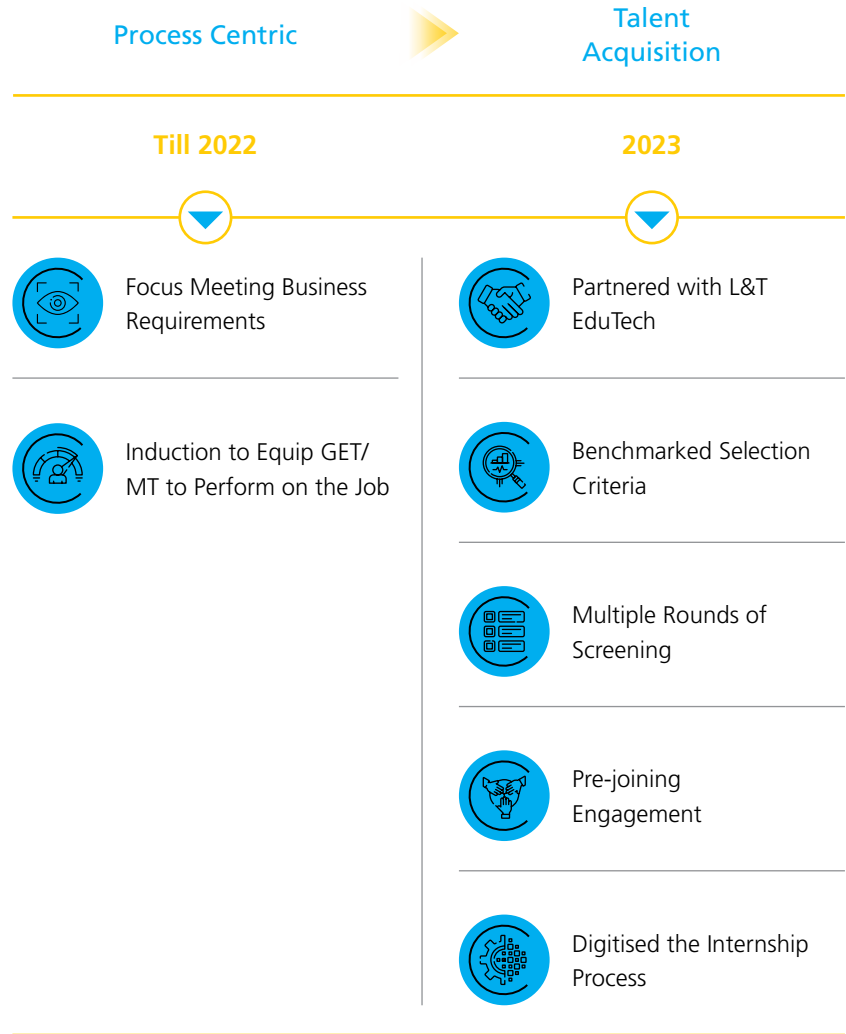 Process Centric
Talent
Acquisition
Till 2022
2023
Focus Meeting Business
Requirements
Induction to Equip GET/
MT to Perform on the Job
Partnered with L&T
EduTech
Benchmarked Selection
Criteria
Multiple Rounds of
Screening
Pre-joining
Engagement
Digitised the Internship
Process